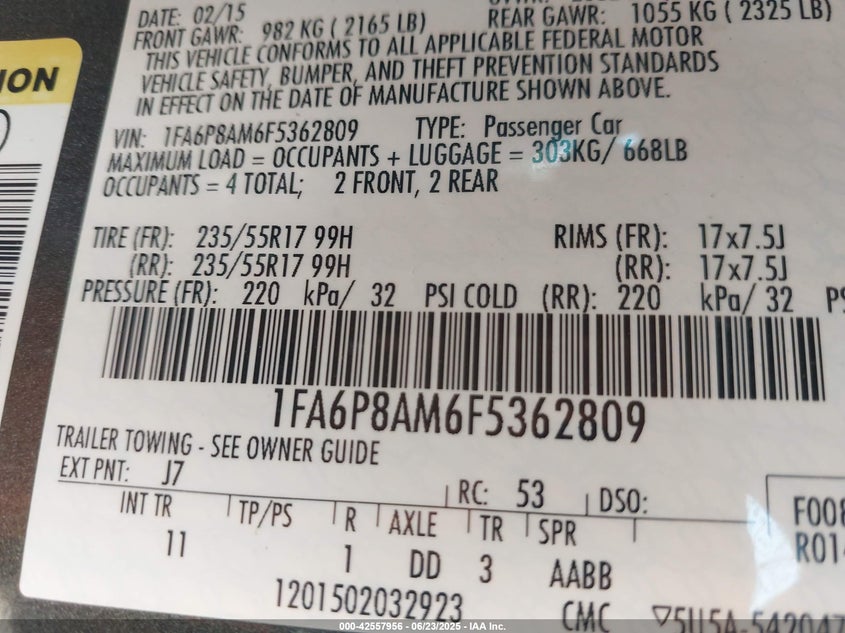 DATE: 02/15
REAR GAWR: 1055 KG ( 2325 LB)
FRONT GAWR: 982 KG ( 2165 LB)
THIS VEHICLE CONFORMS TO ALL APPLICABLE FEDERAL MOTOR
VEHICLE SAFETY, BUMPER, AND THEFT PREVENTION STANDARDS
IN EFFECT ON THE DATE OF MANUFACTURE SHOWN ABOVE.
VIN: 1FA6P8AM6F5362809 TYPE: Passenger Car
MAXIMUM LOAD = OCCUPANTS + LUGGAGE = 303KG/ 668LB
OCCUPANTS = 4 TOTAL; 2 FRONT, 2 REAR
TIRE (FR): 235/55R17 99H RIMS (FR): 17x7.5J
(RR): 235/55R17 99H (RR): 17x7.5J
PRESSURE (FR): 220 kPa/ 32 PSI COLD (RR): 220 kPa/ 32
1FA6P8AM6F5362809
TRAILER TOWING - SEE OWNER GUIDE
EXT PNT: J7 RC: 53 DSO:
INT TR TP/PS R AXLE TR SPR
11 1 DD 3 AABB
F008
R014
1201502032923
CMC
000-42557956 - 06/23/2025 - IAA Inc.